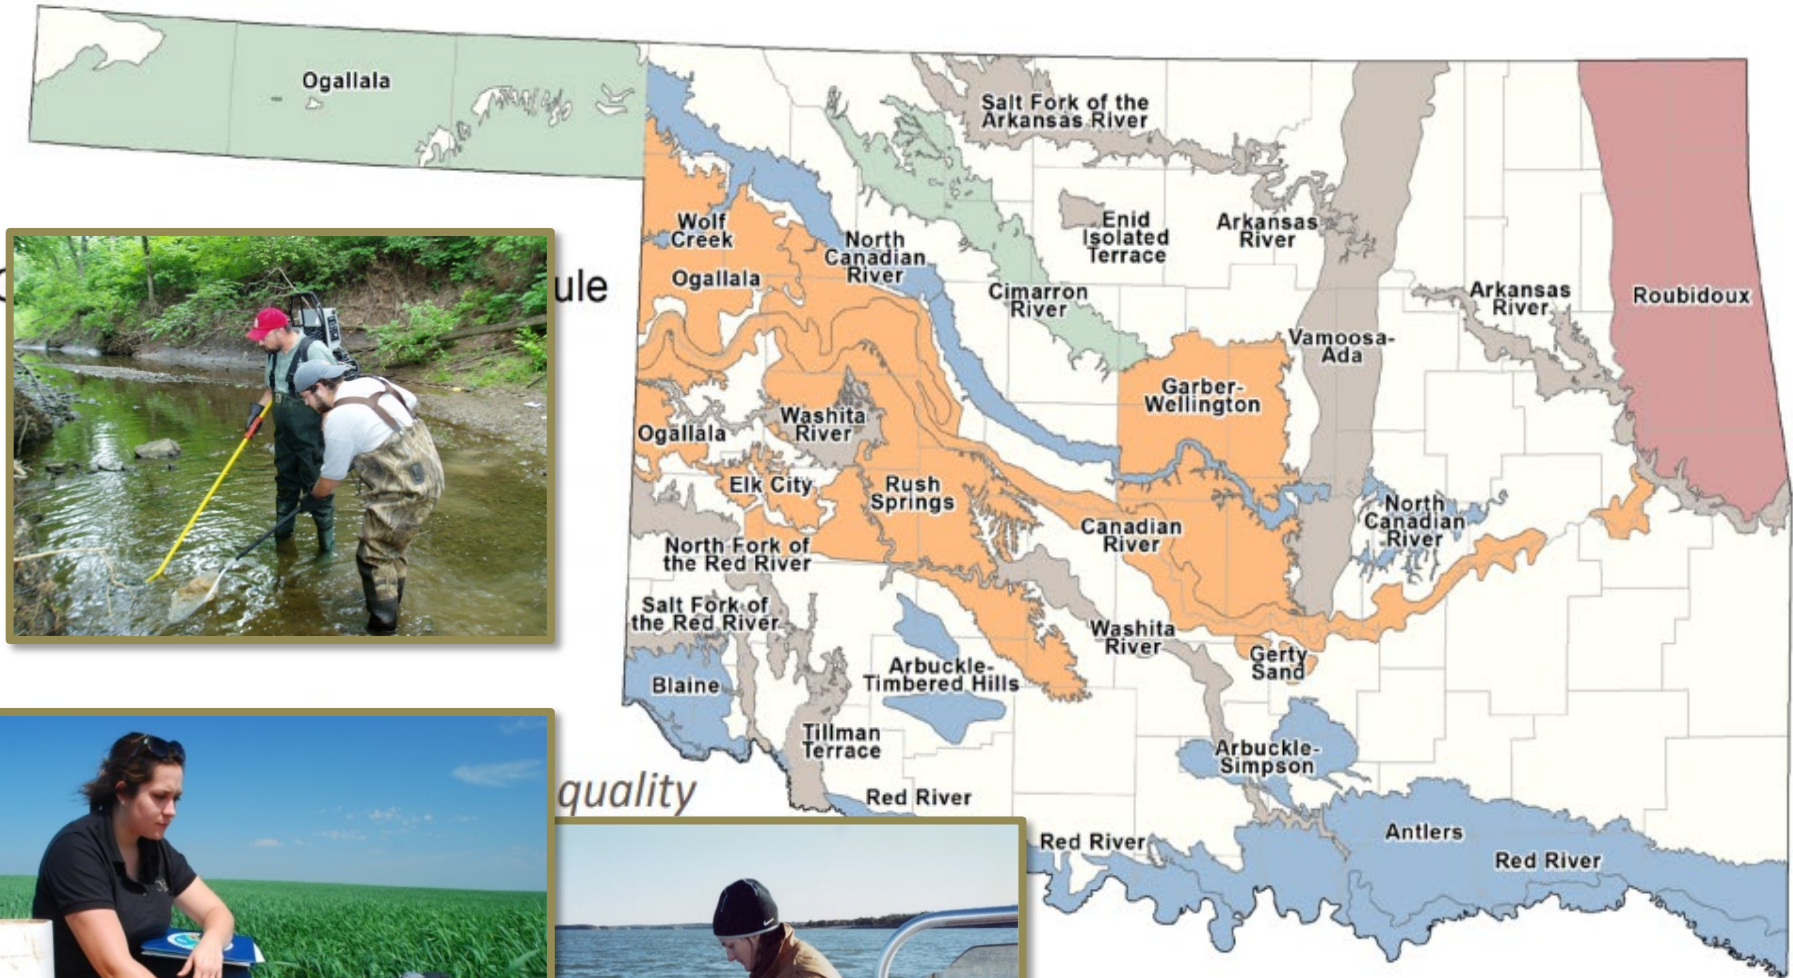 Ogallala
Salt Fork of the
Arkansas River
Wolf
Creek
North
Canadian
River
Enid
Isolated
Terrace
Arkansas
River
Ogallala
ule
Cimarron
River
Arkansas
River
Roubidoux
Vamoosa-
Ada
Garber-
Wellington
Washita
River
Ogallala
Elk City
Rush
Springs
Canadian
River
North
Canadian
River
North Fork of
the Red River
Salt Fork of
the Red River
Washita
River
Gerty
Sand
Arbuckle-
Timbered Hills
Blaine
Tillman
Terrace
Arbuckle-
Simpson
quality
Red River
Red River
Antlers
Red River